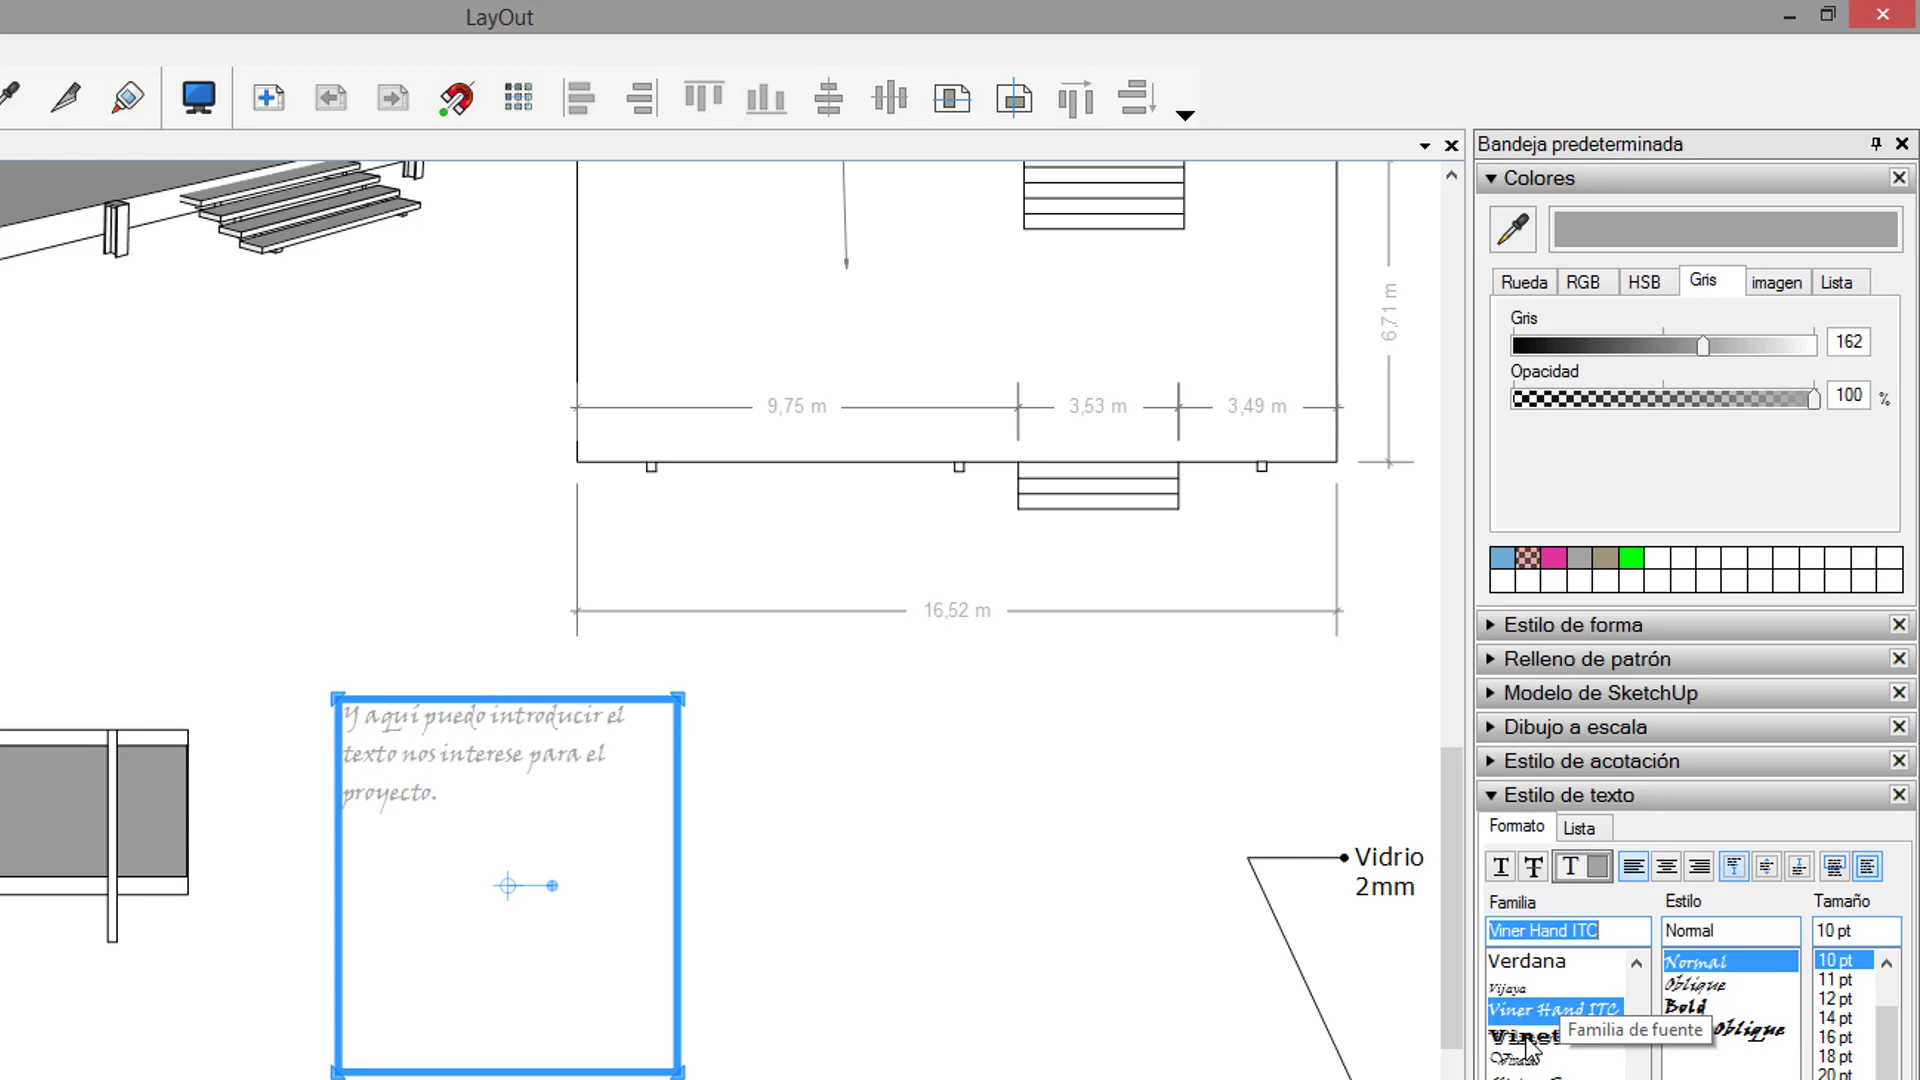 LayOut
Bandeja predeterminada
Colores
Rueda RGB HSB Gris imagen Lista
Gris
162
Opacidad
100 %
6,71 m
9,75 m 3,53 m 3,49 m
16,52 m
Estilo de forma
Relleno de patrón
Modelo de SketchUp
Dibujo a escala
Estilo de acotación
Estilo de texto
Formato Lista
Y aquí puedo introducir el
texto nos interese para el
proyecto.
Vidrio
2mm
Familia Estilo Tamaño
Viner Hand ITC Normal 10 pt
Verdana Normal 10 pt
Vijaya Oblique 11 pt
Viner Hand ITC Bold 12 pt
Familia de fuente Oblique 14 pt
16 pt
18 pt
20 pt